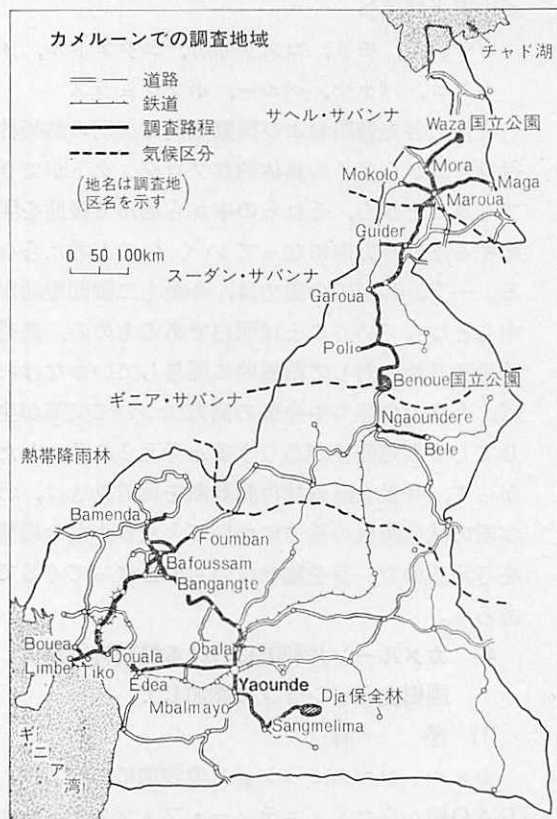 カメルーンでの調査地域
道路
鉄道
調査路程
気候区分
(地名は調査地
区名を示す)
0 50 100km
チャド湖
サヘル・サバンナ
Waza国立公園
Mora
Mokolo
Maga
Maroua
Guider
スーダン・サバンナ
Garoua
Poli
Benoue国立公園
ギニア・サバンナ
Ngaoundere
Bele
熱帯降雨林
Bamenda
Foumban
Bafoussam
Bangangte
Bouea
Limbe
Tiko
Douala
Edea
Obala
Yaounde
Mbalmayo
Dja保全林
Sangmelima
ギニア湾